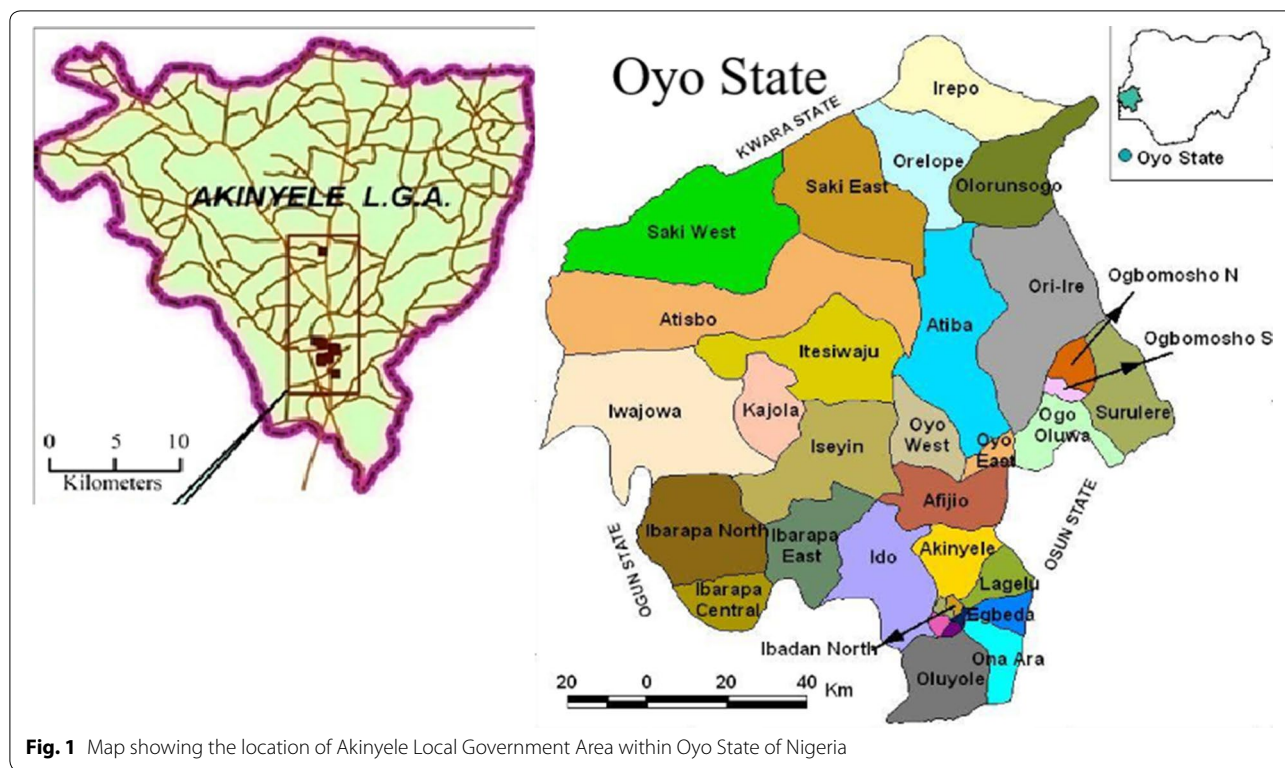 AKINYELE L.G.A.
0 5 10
Kilometers
Oyo State
Oyo State
KWARA STATE
Irepo
Orelope
Saki East
Olorunsogo
Saki West
Ogbomosho N
Ori-Ire
Atisbo
Atiba
Ogbomosho S
Itesiwaju
Iwajowa
Kajola
Oyo
West
Ogo
Oluwa
Surulere
Iseyin
Oyo
East
Afijio
OGUN STATE
OSUN STATE
Ibarapa North
Ibarapa
East
Ido
Akinyele
Lagelu
Ibarapa
Central
Egbeda
Ibadan North
Ona Ara
Oluyole
20 0 20 40
Km
Fig. 1 Map showing the location of Akinyele Local Government Area within Oyo State of Nigeria